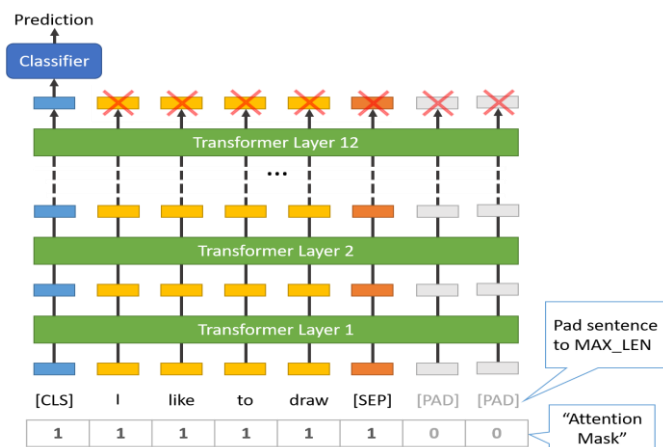 Prediction
Classifier
Transformer Layer 12
...
Transformer Layer 2
Transformer Layer 1
Pad sentence
to MAX_LEN
[CLS] I like to draw [SEP] [PAD] [PAD]
1 1 1 1 1 1 0 0
“Attention
Mask”